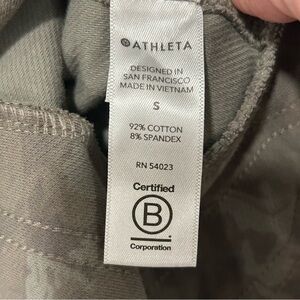 ATHLETA
DESIGNED IN
SAN FRANCISCO
MADE IN VIETNAM
S
92% COTTON
8% SPANDEX
RN 54023
Certified
B
Corporation